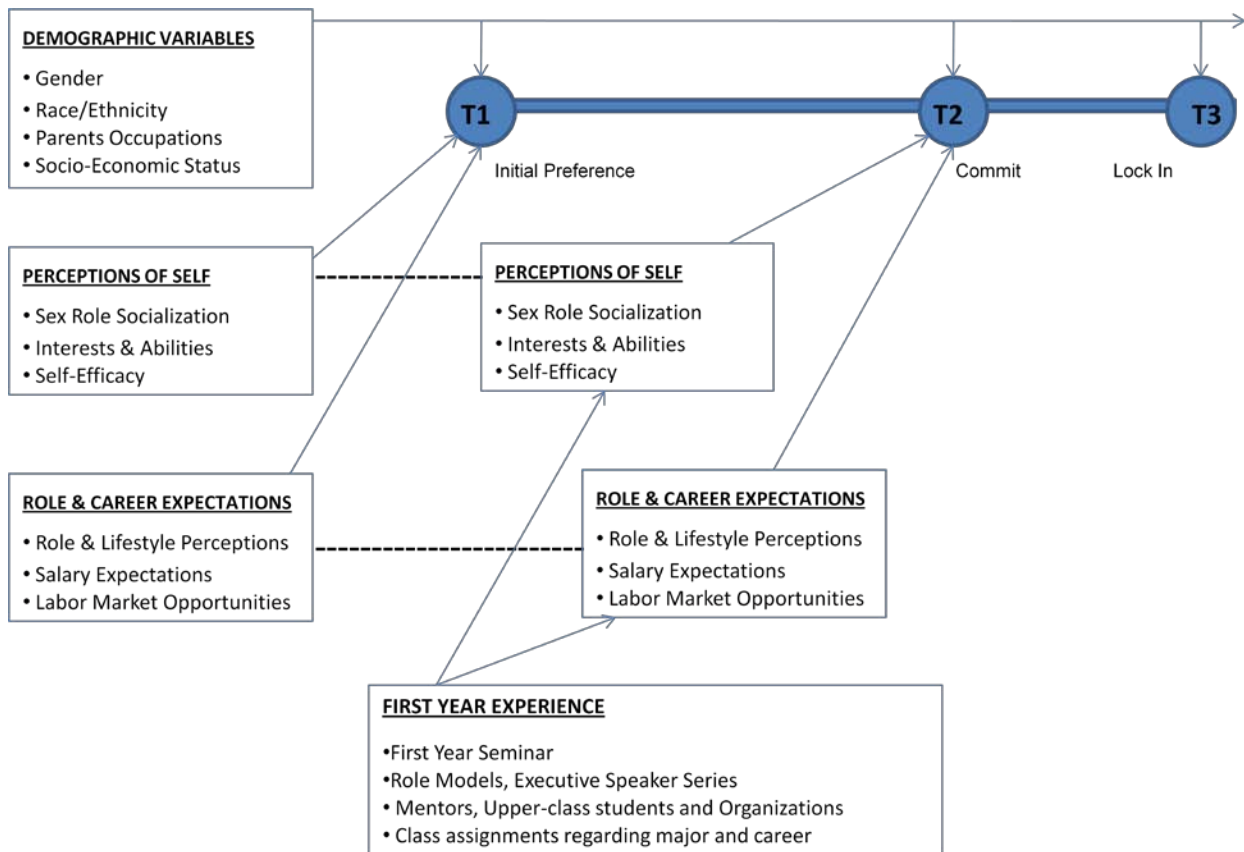 DEMOGRAPHIC VARIABLES
• Gender
• Race/Ethnicity
• Parents Occupations
• Socio-Economic Status
T1
T2
T3
Initial Preference
Commit
Lock In
PERCEPTIONS OF SELF
• Sex Role Socialization
• Interests & Abilities
• Self-Efficacy
PERCEPTIONS OF SELF
• Sex Role Socialization
• Interests & Abilities
• Self-Efficacy
ROLE & CAREER EXPECTATIONS
• Role & Lifestyle Perceptions
• Salary Expectations
• Labor Market Opportunities
ROLE & CAREER EXPECTATIONS
• Role & Lifestyle Perceptions
• Salary Expectations
• Labor Market Opportunities
FIRST YEAR EXPERIENCE
•First Year Seminar
•Role Models, Executive Speaker Series
• Mentors, Upper-class students and Organizations
• Class assignments regarding major and career